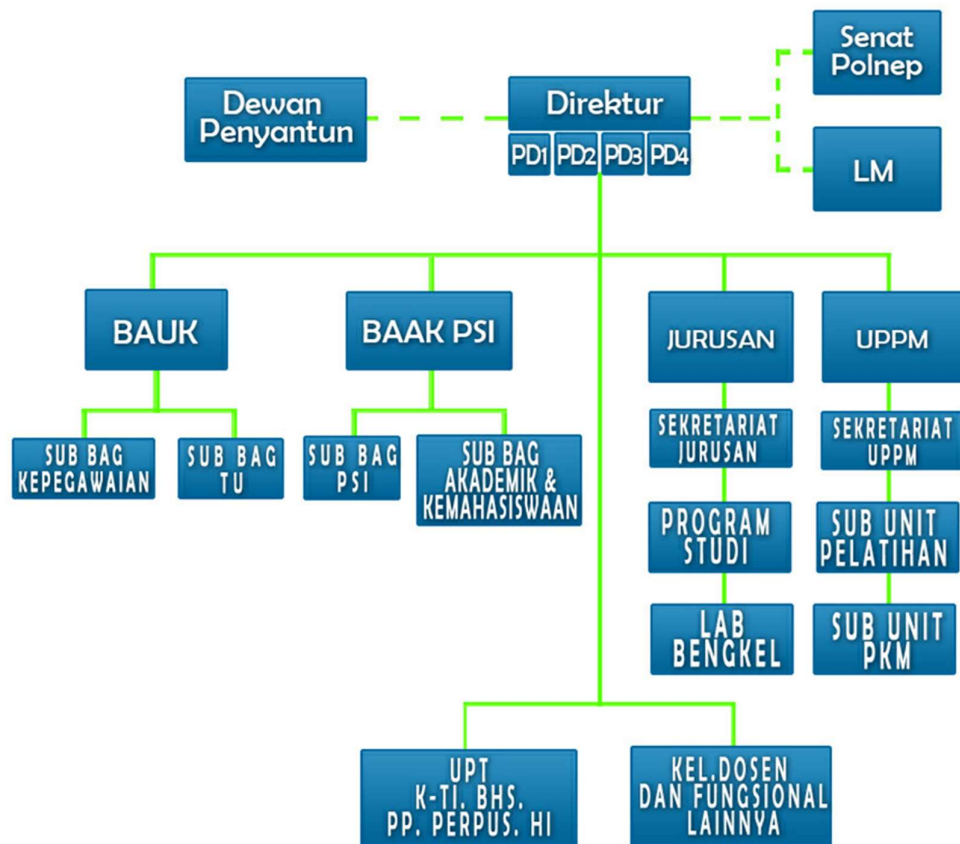 Senat
Polnep
Dewan
Penyantun
Direktur
PD1 PD2 PD3 PD4
LM
BAUK
BAAK PSI
JURUSAN
UPPM
SUB BAG
KEPEGAWAIAN
SUB BAG
TU
SUB BAG
PSI
SUB BAG
AKADEMIK &
KEMAHASISWAAN
SEKRETARIAT
JURUSAN
SEKRETARIAT
UPPM
PROGRAM
STUDI
SUB UNIT
PELATIHAN
LAB
BENGKEL
SUB UNIT
PKM
UPT
K-TI. BHS.
PP. PERPUS. HI
KEL.DOSEN
DAN FUNGSIONAL
LAINNYA